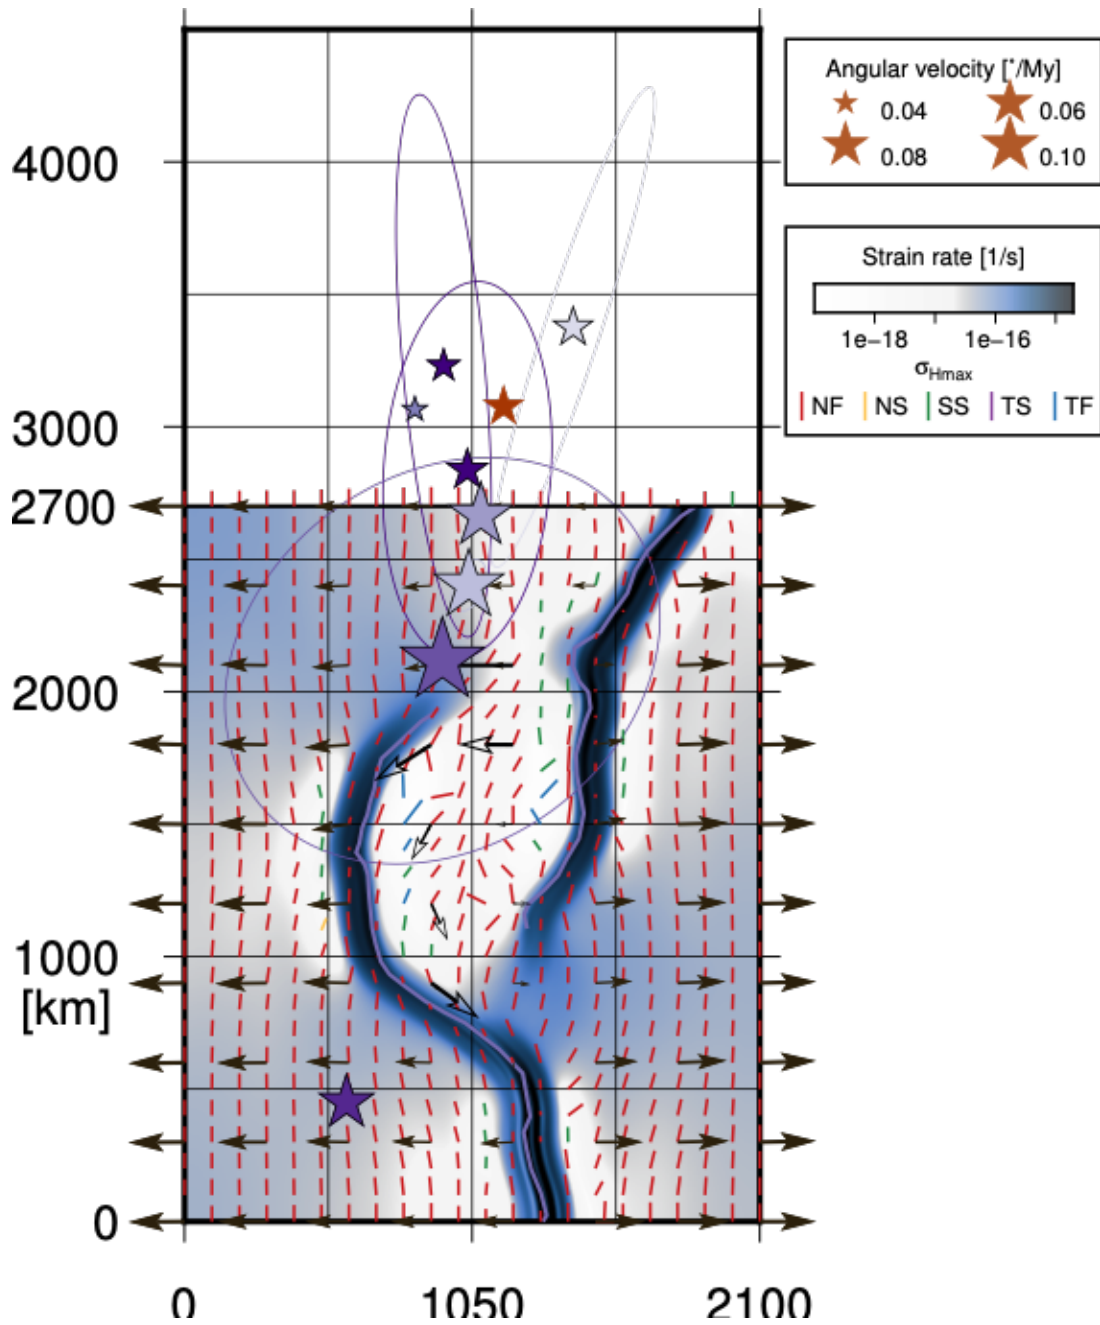 4000
3000
2700
2000
1000
[km]
0
0 1050 2100
Angular velocity [°/My]
0.04 0.06
0.08 0.10
Strain rate [1/s]
1e−18 1e−16
σHmax
NF NS SS TS TF